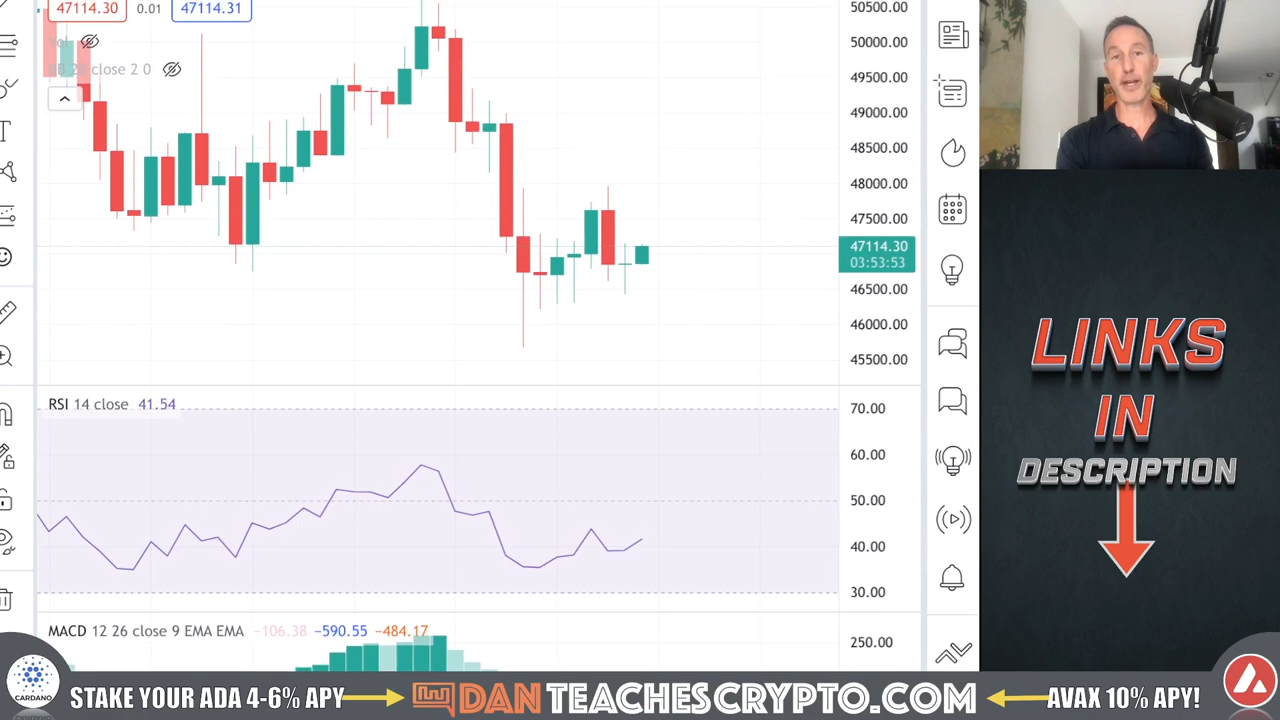 47114.30 0.01 47114.31
Vol
BB 20 close 2 0
50500.00
50000.00
49500.00
49000.00
48500.00
48000.00
47500.00
47114.30
03:53:53
46500.00
46000.00
45500.00
RSI 14 close 41.54
70.00
60.00
50.00
40.00
30.00
MACD 12 26 close 9 EMA EMA −106.38 −590.55 −484.17
250.00
LINKS
IN
DESCRIPTION
CARDANO
STAKE YOUR ADA 4-6% APY
DANTEACHESCRYPTO.COM
AVAX 10% APY!